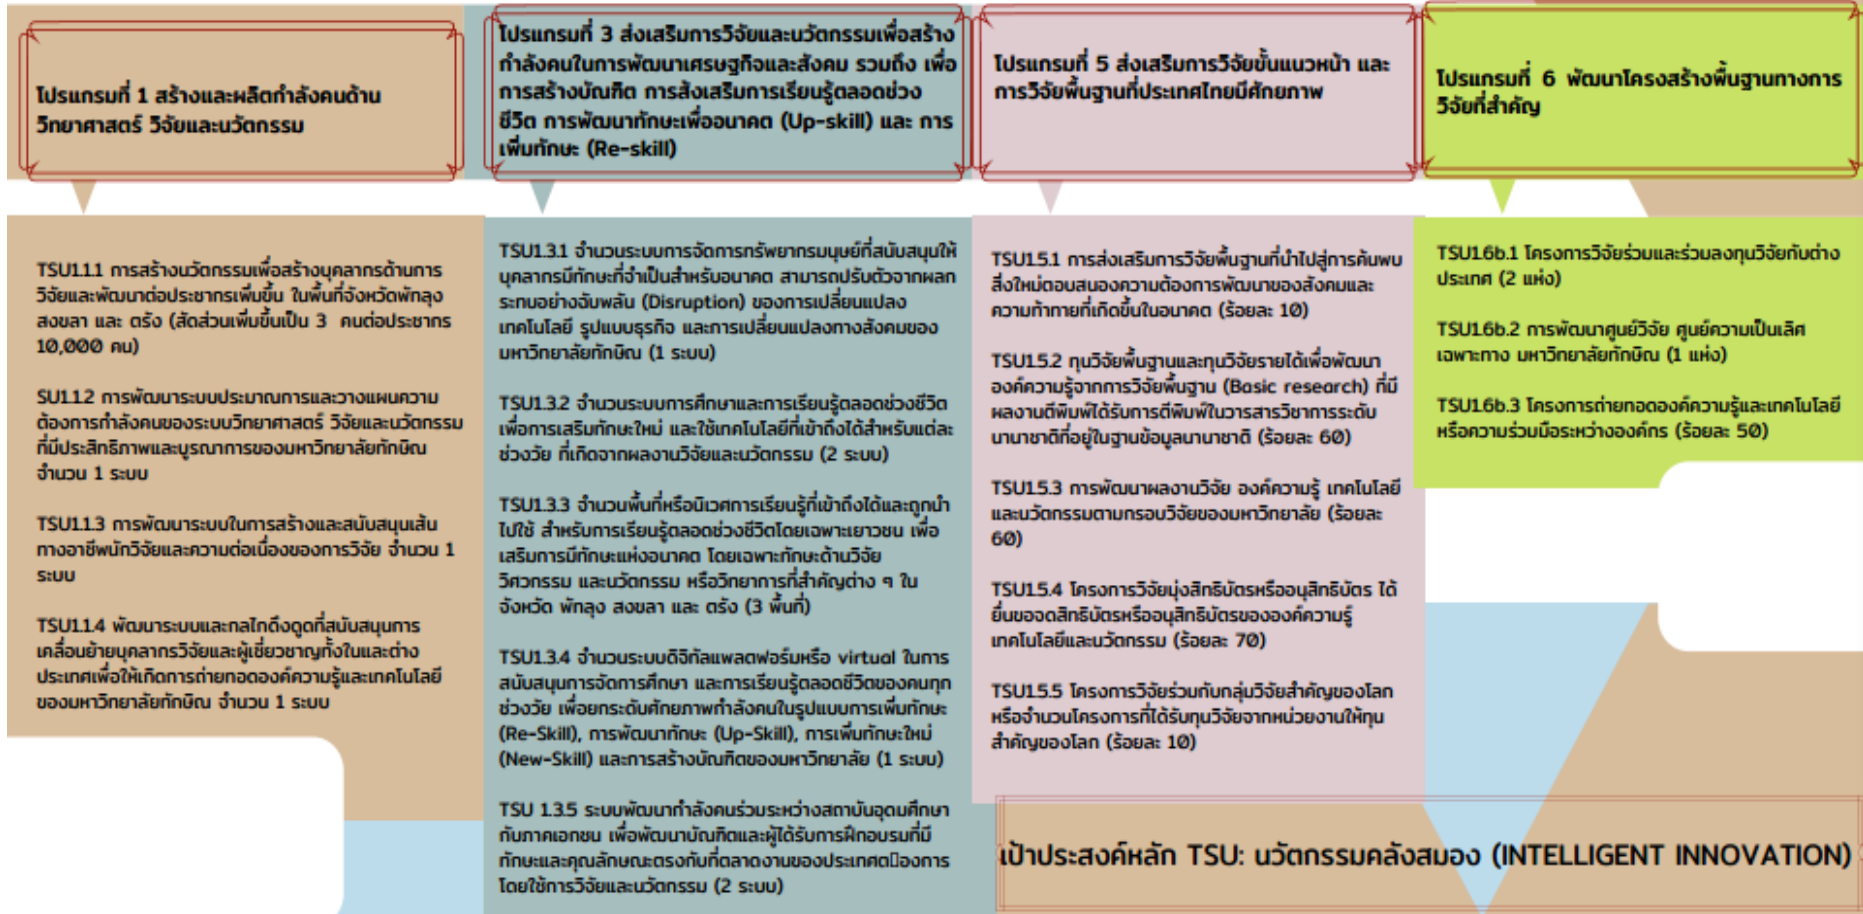 โปรแกรมที่ 1 สร้างและผลิตกำลังคนด้าน
วิทยาศาสตร์ วิจัยและนวัตกรรม
TSU1.1.1 การสร้างนวัตกรรมเพื่อสร้างบุคลากรด้านการ
วิจัยและพัฒนาต่อประชากรเพิ่มขึ้น ในพื้นที่จังหวัดพัทลุง
สงขลา และ ตรัง (สัดส่วนเพิ่มขึ้นเป็น 3 คนต่อประชากร
10,000 คน)
SU1.1.2 การพัฒนาระบบประมาณการและวางแผนความ
ต้องการกำลังคนของระบบวิทยาศาสตร์ วิจัยและนวัตกรรม
ที่มีประสิทธิภาพและบูรณาการของมหาวิทยาลัยทักษิณ
จำนวน 1 ระบบ
TSU1.1.3 การพัฒนาระบบในการสร้างและสนับสนุนเส้น
ทางอาชีพนักวิจัยและความต่อเนื่องของการวิจัย จำนวน 1
ระบบ
TSU1.1.4 พัฒนาระบบและกลไกดึงดูดที่สนับสนุนการ
เคลื่อนย้ายบุคลากรวิจัยและผู้เชี่ยวชาญทั้งในและต่าง
ประเทศเพื่อให้เกิดการถ่ายทอดองค์ความรู้และเทคโนโลยี
ของมหาวิทยาลัยทักษิณ จำนวน 1 ระบบ
โปรแกรมที่ 3 ส่งเสริมการวิจัยและนวัตกรรมเพื่อสร้าง
กำลังคนในการพัฒนาเศรษฐกิจและสังคม รวมถึง เพื่อ
การสร้างบัณฑิต การส่งเสริมการเรียนรู้ตลอดช่วง
ชีวิต การพัฒนาทักษะเพื่ออนาคต (Up-skill) และ การ
เพิ่มทักษะ (Re-skill)
TSU1.3.1 จำนวนระบบการจัดการทรัพยากรมนุษย์ที่สนับสนุนให้
บุคลากรมีทักษะที่จำเป็นสำหรับอนาคต สามารถปรับตัวจากผลก
ระทบอย่างฉับพลัน (Disruption) ของการเปลี่ยนแปลง
เทคโนโลยี รูปแบบธุรกิจ และการเปลี่ยนแปลงทางสังคมของ
มหาวิทยาลัยทักษิณ (1 ระบบ)
TSU1.3.2 จำนวนระบบการศึกษาและการเรียนรู้ตลอดช่วงชีวิต
เพื่อการเสริมทักษะใหม่ และใช้เทคโนโลยีที่เข้าถึงได้สำหรับแต่ละ
ช่วงวัย ที่เกิดจากผลงานวิจัยและนวัตกรรม (2 ระบบ)
TSU1.3.3 จำนวนพื้นที่หรือนิเวศการเรียนรู้ที่เข้าถึงได้และถูกนำ
ไปใช้ สำหรับการเรียนรู้ตลอดช่วงชีวิตโดยเฉพาะเยาวชน เพื่อ
เสริมการมีทักษะแห่งอนาคต โดยเฉพาะทักษะด้านวิจัย
วิศวกรรม และนวัตกรรม หรือวิทยาการที่สำคัญต่าง ๆ ใน
จังหวัด พัทลุง สงขลา และ ตรัง (3 พื้นที่)
TSU1.3.4 จำนวนระบบดิจิทัลแพลตฟอร์มหรือ virtual ในการ
สนับสนุนการจัดการศึกษา และการเรียนรู้ตลอดชีวิตของคนทุก
ช่วงวัย เพื่อยกระดับศักยภาพกำลังคนในรูปแบบการเพิ่มทักษะ
(Re-Skill), การพัฒนาทักษะ (Up-Skill), การเพิ่มทักษะใหม่
(New-Skill) และการสร้างบัณฑิตของมหาวิทยาลัย (1 ระบบ)
TSU 1.3.5 ระบบพัฒนากำลังคนร่วมระหว่างสถาบันอุดมศึกษา
กับภาคเอกชน เพื่อพัฒนาบัณฑิตและผู้ได้รับการฝึกอบรมที่มี
ทักษะและคุณลักษณะตรงกับที่ตลาดงานของประเทศต▯องการ
โดยใช้การวิจัยและนวัตกรรม (2 ระบบ)
โปรแกรมที่ 5 ส่งเสริมการวิจัยขั้นแนวหน้า และ
การวิจัยพื้นฐานที่ประเทศไทยมีศักยภาพ
TSU1.5.1 การส่งเสริมการวิจัยพื้นฐานที่นำไปสู่การค้นพบ
สิ่งใหม่ตอบสนองความต้องการพัฒนาของสังคมและ
ความท้าทายที่เกิดขึ้นในอนาคต (ร้อยละ 10)
TSU1.5.2 ทุนวิจัยพื้นฐานและทุนวิจัยรายได้เพื่อพัฒนา
องค์ความรู้จากการวิจัยพื้นฐาน (Basic research) ที่มี
ผลงานตีพิมพ์ได้รับการตีพิมพ์ในวารสารวิชาการระดับ
นานาชาติที่อยู่ในฐานข้อมูลนานาชาติ (ร้อยละ 60)
TSU1.5.3 การพัฒนาผลงานวิจัย องค์ความรู้ เทคโนโลยี
และนวัตกรรมตามกรอบวิจัยของมหาวิทยาลัย (ร้อยละ
60)
TSU1.5.4 โครงการวิจัยมุ่งสิทธิบัตรหรืออนุสิทธิบัตร ได้
ยื่นขอจดสิทธิบัตรหรืออนุสิทธิบัตรขององค์ความรู้
เทคโนโลยีและนวัตกรรม (ร้อยละ 70)
TSU1.5.5 โครงการวิจัยร่วมกับกลุ่มวิจัยสำคัญของโลก
หรือจำนวนโครงการที่ได้รับทุนวิจัยจากหน่วยงานให้ทุน
สำคัญของโลก (ร้อยละ 10)
โปรแกรมที่ 6 พัฒนาโครงสร้างพื้นฐานทางการ
วิจัยที่สำคัญ
TSU1.6b.1 โครงการวิจัยร่วมและร่วมลงทุนวิจัยกับต่าง
ประเทศ (2 แห่ง)
TSU1.6b.2 การพัฒนาศูนย์วิจัย ศูนย์ความเป็นเลิศ
เฉพาะทาง มหาวิทยาลัยทักษิณ (1 แห่ง)
TSU1.6b.3 โครงการถ่ายทอดองค์ความรู้และเทคโนโลยี
หรือความร่วมมือระหว่างองค์กร (ร้อยละ 50)
เป้าประสงค์หลัก TSU: นวัตกรรมคลังสมอง (INTELLIGENT INNOVATION)